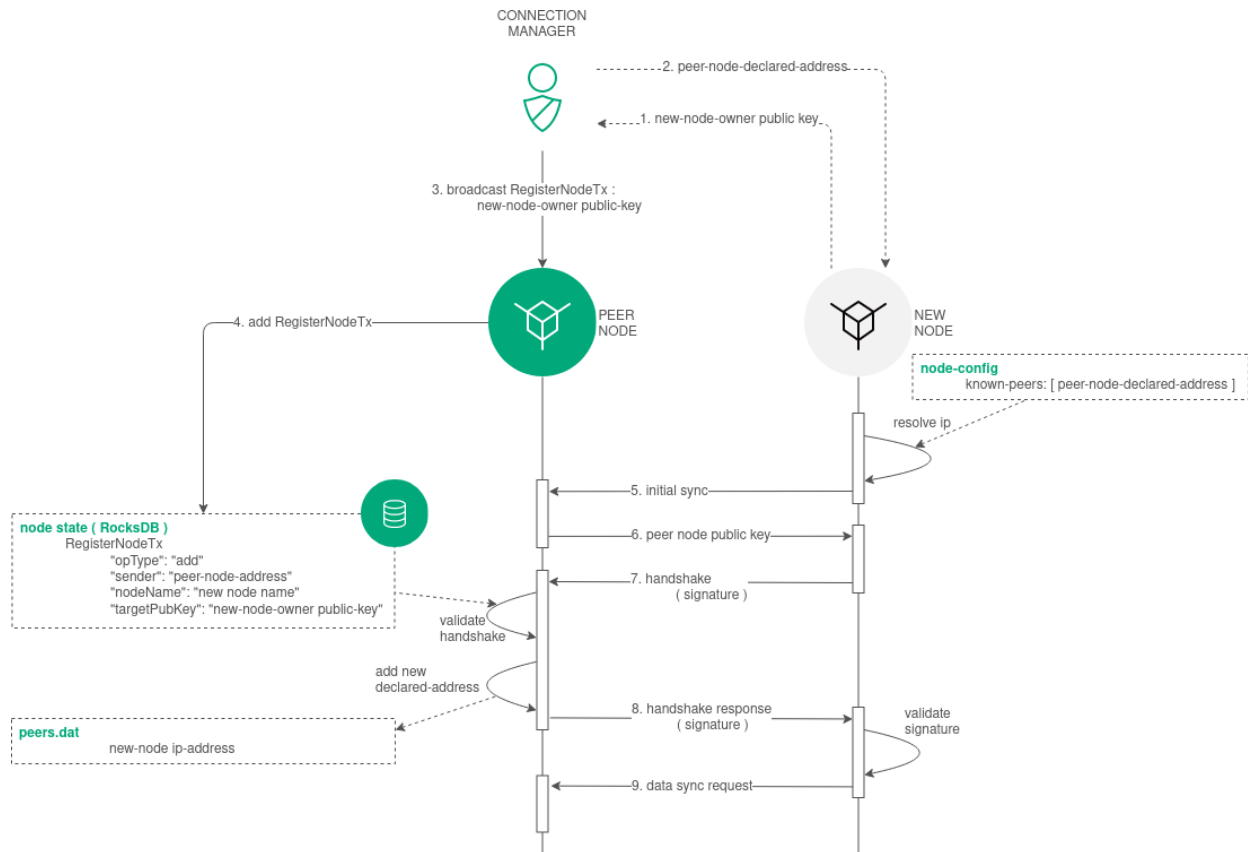 CONNECTION
MANAGER
2. peer-node-declared-address
1. new-node-owner public key
3. broadcast RegisterNodeTx :
new-node-owner public-key
PEER
NODE
NEW
NODE
4. add RegisterNodeTx
node-config
known-peers: [ peer-node-declared-address ]
resolve ip
5. initial sync
node state ( RocksDB )
RegisterNodeTx
"opType": "add"
"sender": "peer-node-address"
"nodeName": "new node name"
"targetPubKey": "new-node-owner public-key"
6. peer node public key
7. handshake
( signature )
validate
handshake
add new
declared-address
8. handshake response
( signature )
validate
signature
peers.dat
new-node ip-address
9. data sync request